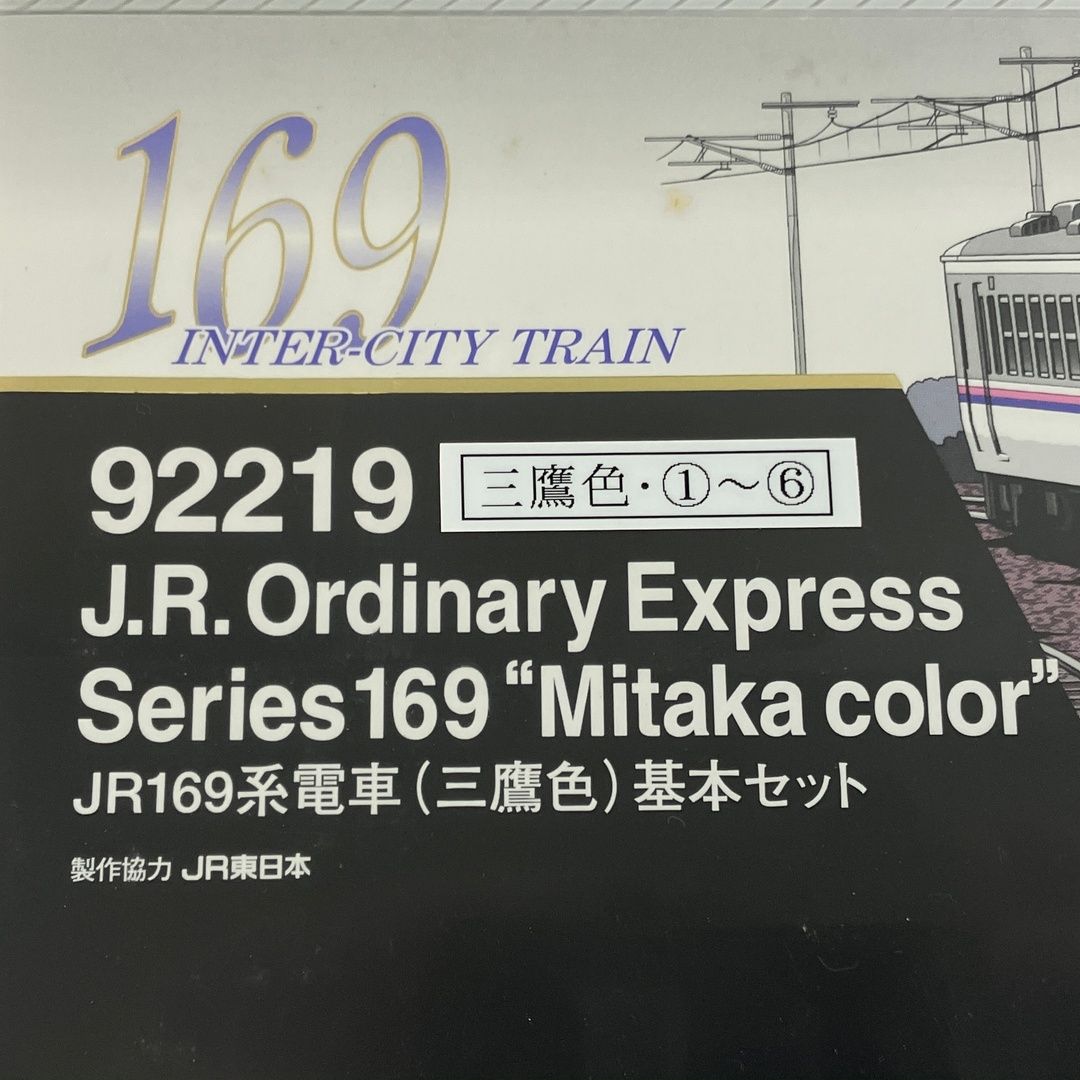 169
INTER-CITY TRAIN
92219 三鷹色・①〜⑥
J.R. Ordinary Express
Series 169 “Mitaka color”
JR169系電車(三鷹色)基本セット
製作協力 JR東日本